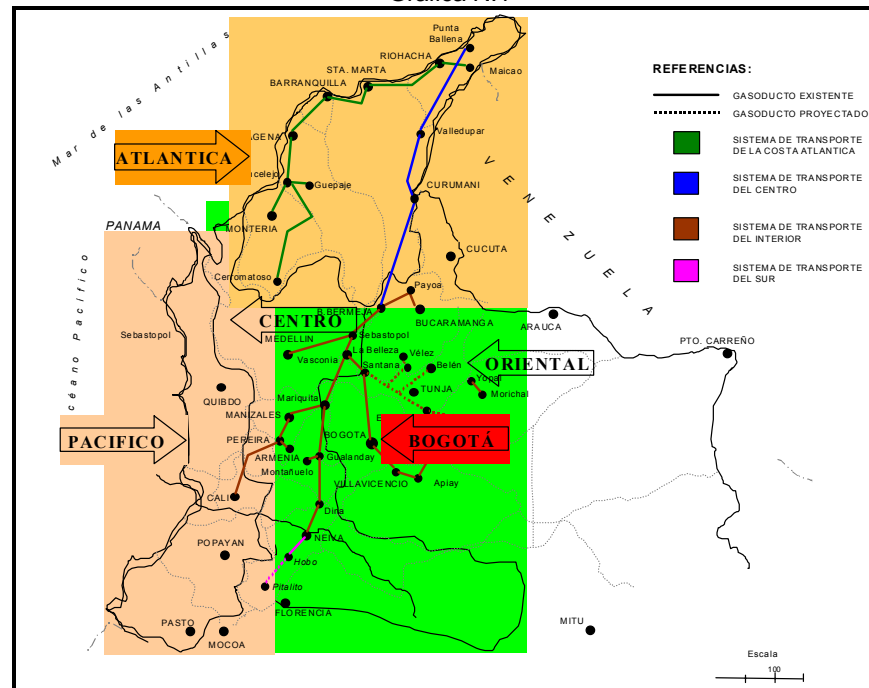 Punta
Ballena
RIOHACHA
STA. MARTA
Maicao
BARRANQUILLA
Mar de las Antillas
Valledupar
ATLANTICA
Guepaje
CURUMANI
VENEZUELA
PANAMA
MONTERIA
CUCUTA
Cerromatoso
Payoa
B.BERMEJA
CENTRO
BUCARAMANGA
ARAUCA
Sebastopol
MEDELLIN
Sebastopol
La Belleza
Vélez
PTO. CARREÑO
Vasconia
Santana
Belén
ORIENTAL
Yopal
QUIBDO
TUNJA
Morichal
Mariquita
MANIZALES
PACIFICO
PEREIRA
BOGOTA
BOGOTÁ
ARMENIA
Gualanday
Montañuelo
VILLAVICENCIO
Apiay
CALI
Dina
NEIVA
POPAYAN
Hobo
Pitalito
FLORENCIA
PASTO
MOCOA
MITU
REFERENCIAS:
GASODUCTO EXISTENTE
GASODUCTO PROYECTADO
SISTEMA DE TRANSPORTE
DE LA COSTA ATLANTICA
SISTEMA DE TRANSPORTE
DEL CENTRO
SISTEMA DE TRANSPORTE
DEL INTERIOR
SISTEMA DE TRANSPORTE
DEL SUR
Escala
100